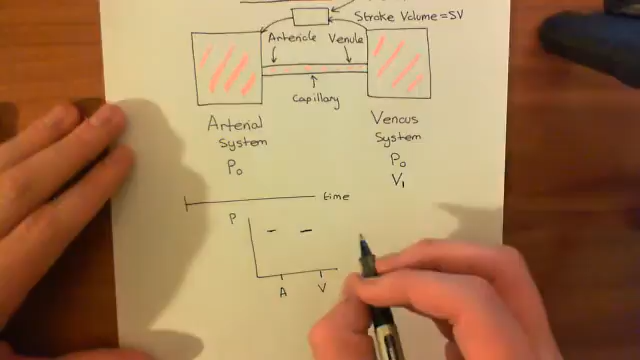 Stroke Volume = SV
Arteriole Venule
Capillary
Arterial
System
P₀
Venous
System
P₀
V₁
time
P
A V